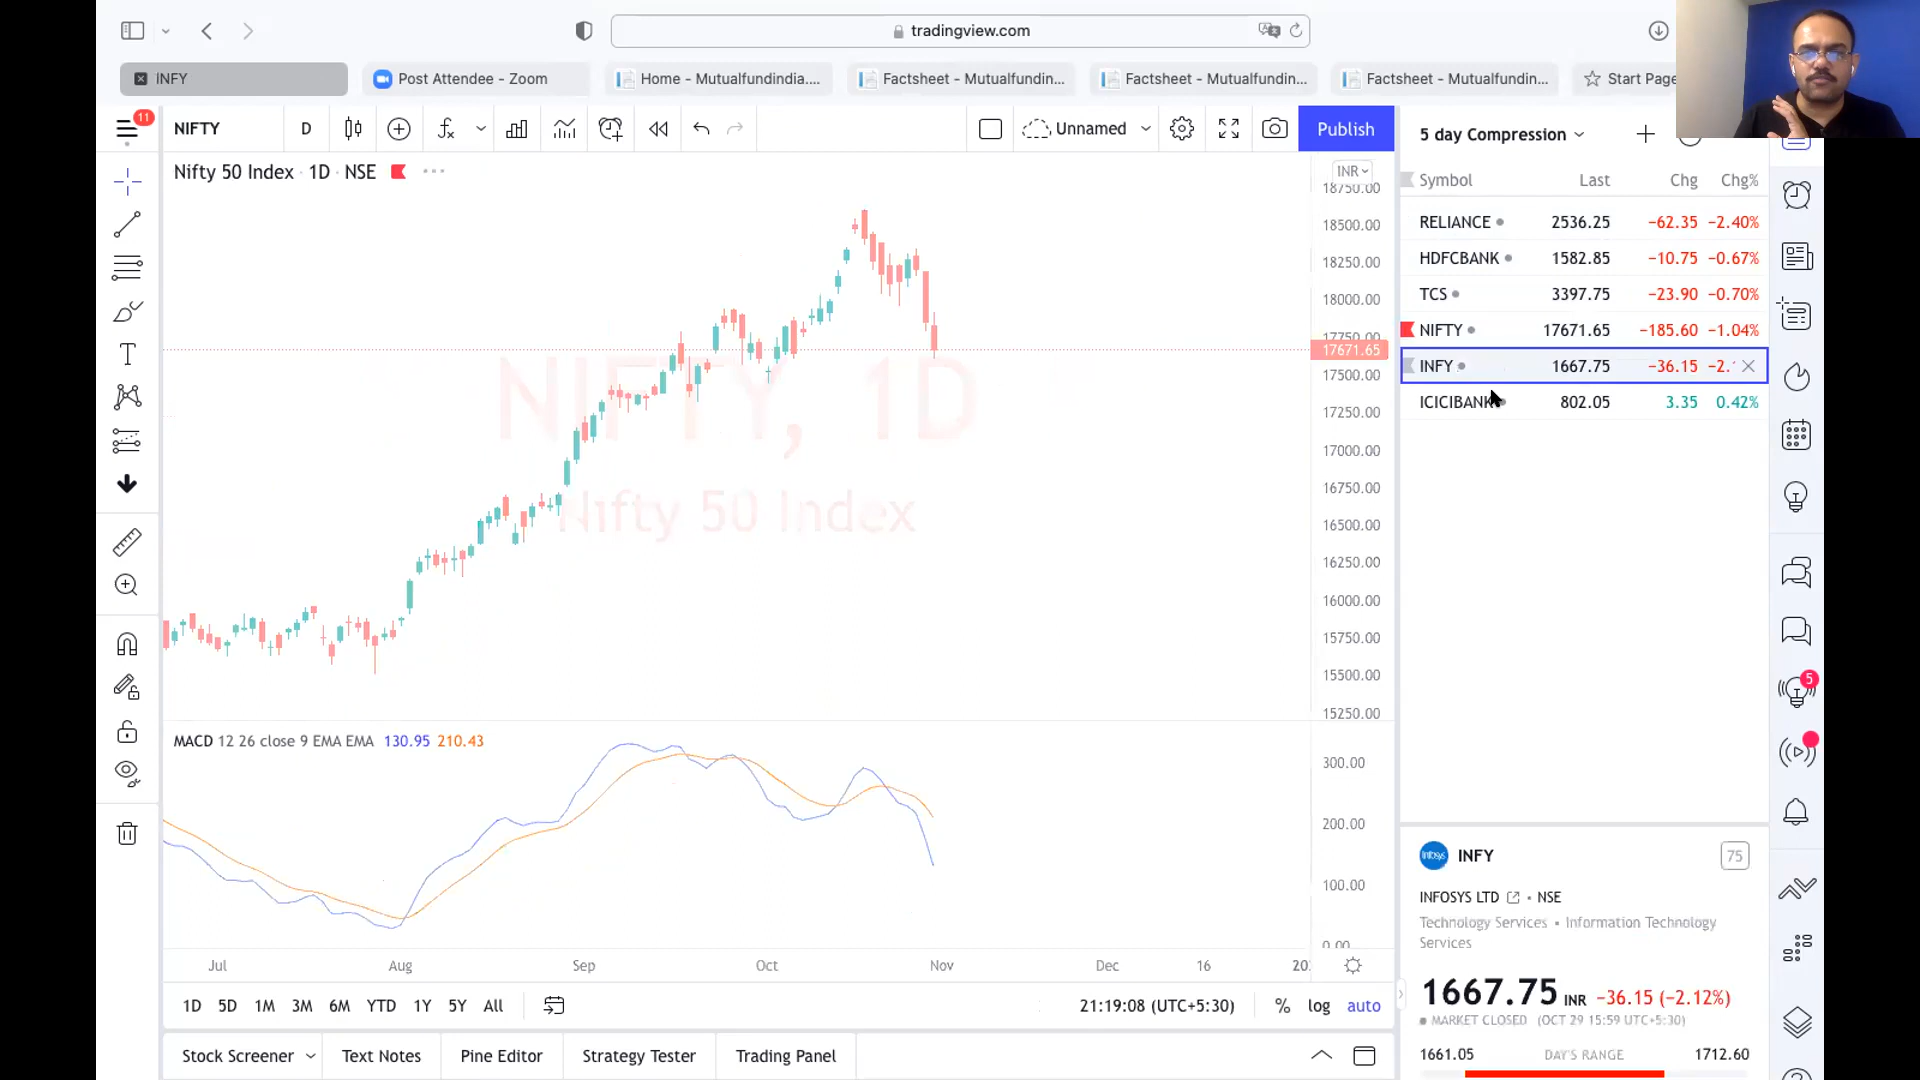 tradingview.com
INFY
Post Attendee - Zoom
Home - Mutualfundindia....
Factsheet - Mutualfundin...
Factsheet - Mutualfundin...
Factsheet - Mutualfundin...
Start Page
11
NIFTY
D
Unnamed
Publish
5 day Compression
Nifty 50 Index · 1D · NSE
INR
Symbol Last Chg Chg%
RELIANCE 2536.25 −62.35 −2.40%
HDFCBANK 1582.85 −10.75 −0.67%
TCS 3397.75 −23.90 −0.70%
NIFTY 17671.65 −185.60 −1.04%
INFY 1667.75 −36.15 −2.
ICICIBANK 802.05 3.35 0.42%
18750.00
18500.00
18250.00
18000.00
17750.00
17671.65
17500.00
17250.00
17000.00
16750.00
16500.00
16250.00
16000.00
15750.00
15500.00
15250.00
NIFTY, 1D
Nifty 50 Index
MACD 12 26 close 9 EMA EMA 130.95 210.43
300.00
200.00
100.00
0.00
Jul Aug Sep Oct Nov Dec 16 20
1D 5D 1M 3M 6M YTD 1Y 5Y All
21:19:08 (UTC+5:30) % log auto
Stock Screener Text Notes Pine Editor Strategy Tester Trading Panel
5
Infosys
INFY
75
INFOSYS LTD • NSE
Technology Services • Information Technology
Services
1667.75 INR −36.15 (−2.12%)
MARKET CLOSED (OCT 29 15:59 UTC+5:30)
1661.05 DAY'S RANGE 1712.60